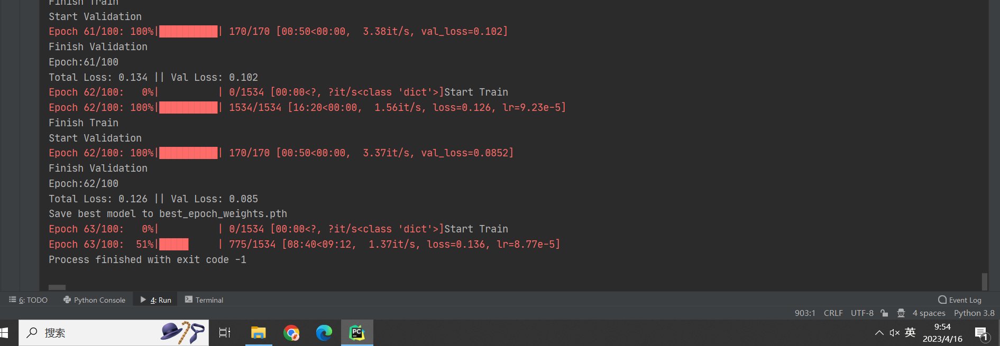 Finish Train
Start Validation
Epoch 61/100: 100%|██████████| 170/170 [00:50<00:00,  3.38it/s, val_loss=0.102]
Finish Validation
Epoch:61/100
Total Loss: 0.134 || Val Loss: 0.102
Epoch 62/100:   0%|          | 0/1534 [00:00<?, ?it/s<class 'dict'>]Start Train
Epoch 62/100: 100%|██████████| 1534/1534 [16:20<00:00,  1.56it/s, loss=0.126, lr=9.23e-5]
Finish Train
Start Validation
Epoch 62/100: 100%|██████████| 170/170 [00:50<00:00,  3.37it/s, val_loss=0.0852]
Finish Validation
Epoch:62/100
Total Loss: 0.126 || Val Loss: 0.085
Save best model to best_epoch_weights.pth
Epoch 63/100:   0%|          | 0/1534 [00:00<?, ?it/s<class 'dict'>]Start Train
Epoch 63/100:  51%|█████     | 775/1534 [08:40<09:12,  1.37it/s, loss=0.136, lr=8.77e-5]
Process finished with exit code -1
6: TODO Python Console 4: Run Terminal Event Log
903:1 CRLF UTF-8 4 spaces Python 3.8
搜索 PC 英 9:54
2023/4/16 1